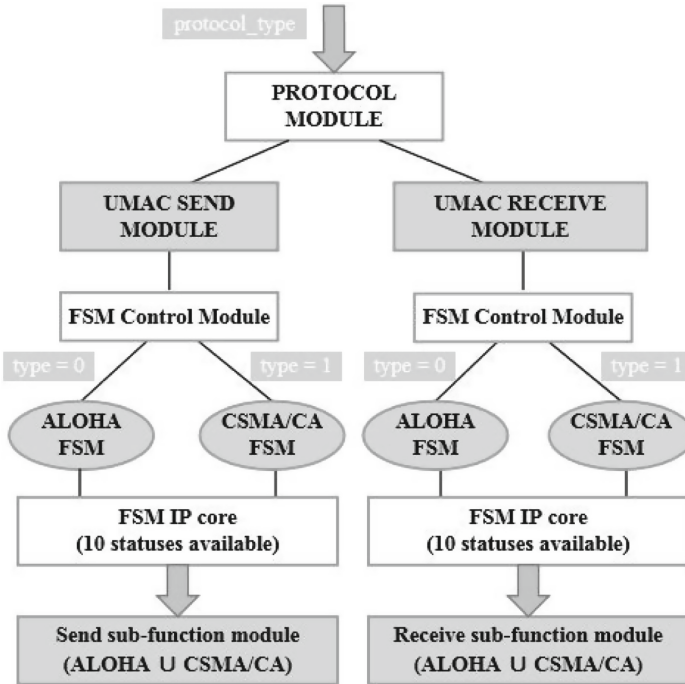 protocol_type
PROTOCOL
MODULE
UMAC SEND
MODULE
UMAC RECEIVE
MODULE
FSM Control Module
FSM Control Module
type = 0
type = 1
type = 0
type = 1
ALOHA
FSM
CSMA/CA
FSM
ALOHA
FSM
CSMA/CA
FSM
FSM IP core
(10 statuses available)
FSM IP core
(10 statuses available)
Send sub-function module
(ALOHA ∪ CSMA/CA)
Receive sub-function module
(ALOHA ∪ CSMA/CA)